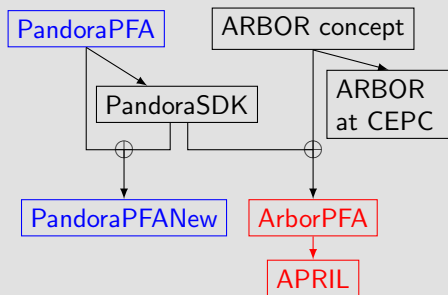 PandoraPFA
ARBOR concept
PandoraSDK
ARBOR
at CEPC
PandoraPFANew
ArborPFA
APRIL